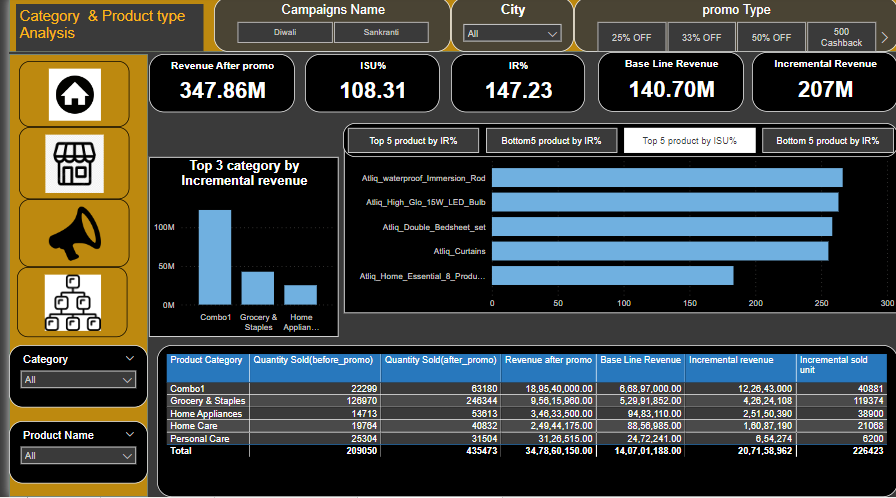 Category & Product type
Analysis
Campaigns Name
Diwali
Sankranti
City
All
promo Type
25% OFF
33% OFF
50% OFF
500
Cashback
Revenue After promo
347.86M
ISU%
108.31
IR%
147.23
Base Line Revenue
140.70M
Incremental Revenue
207M
Top 5 product by IR%
Bottom5 product by IR%
Top 5 product by ISU%
Bottom 5 product by IR%
Top 3 category by
Incremental revenue
100M
50M
0M
Combo1
Grocery &
Staples
Home
Applian...
Atliq_waterproof_Immersion_Rod
Atliq_High_Glo_15W_LED_Bulb
Atliq_Double_Bedsheet_set
Atliq_Curtains
Atliq_Home_Essential_8_Produ...
0 50 100 150 200 250 300
Category
All
Product Name
All
Product Category Quantity Sold(before_promo) Quantity Sold(after_promo) Revenue after promo Base Line Revenue Incremental revenue Incremental sold
unit
Combo1 22299 63180 18,95,40,000.00 6,68,97,000.00 12,26,43,000 40881
Grocery & Staples 126970 246344 9,56,15,960.00 5,29,91,852.00 4,26,24,108 119374
Home Appliances 14713 53613 3,46,33,500.00 94,83,110.00 2,51,50,390 38900
Home Care 19764 40832 2,49,44,175.00 88,56,985.00 1,60,87,190 21068
Personal Care 25304 31504 31,26,515.00 24,72,241.00 6,54,274 6200
Total 209050 435473 34,78,60,150.00 14,07,01,188.00 20,71,58,962 226423